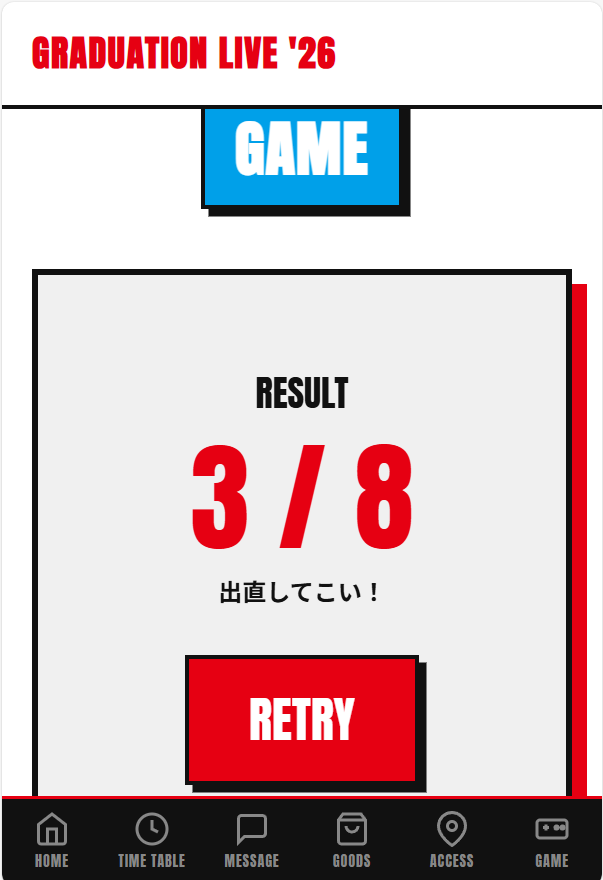 GRADUATION LIVE '26
GAME
RESULT
3 / 8
出直してこい！
RETRY
HOME
TIME TABLE
MESSAGE
GOODS
ACCESS
GAME